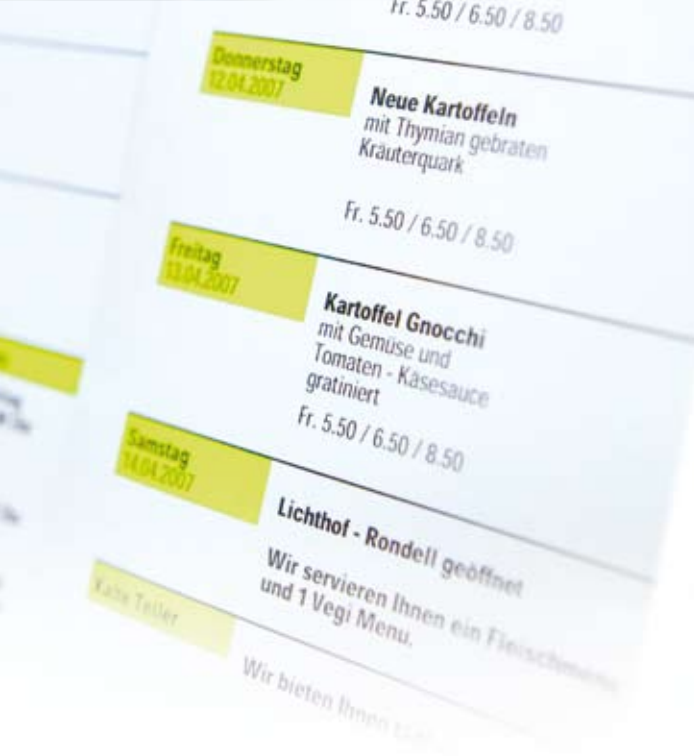 Fr. 5.50 / 6.50 / 8.50
Donnerstag
12.04.2007
Neue Kartoffeln
mit Thymian gebraten
Kräuterquark
Fr. 5.50 / 6.50 / 8.50
Freitag
13.04.2007
Kartoffel Gnocchi
mit Gemüse und
Tomaten - Käsesauce
gratiniert
Fr. 5.50 / 6.50 / 8.50
Samstag
14.04.2007
Lichthof - Rondell geöffnet
Wir servieren Ihnen ein Fleischmenu
und 1 Vegi Menu.
Kalte Teller
Wir bieten Ihnen